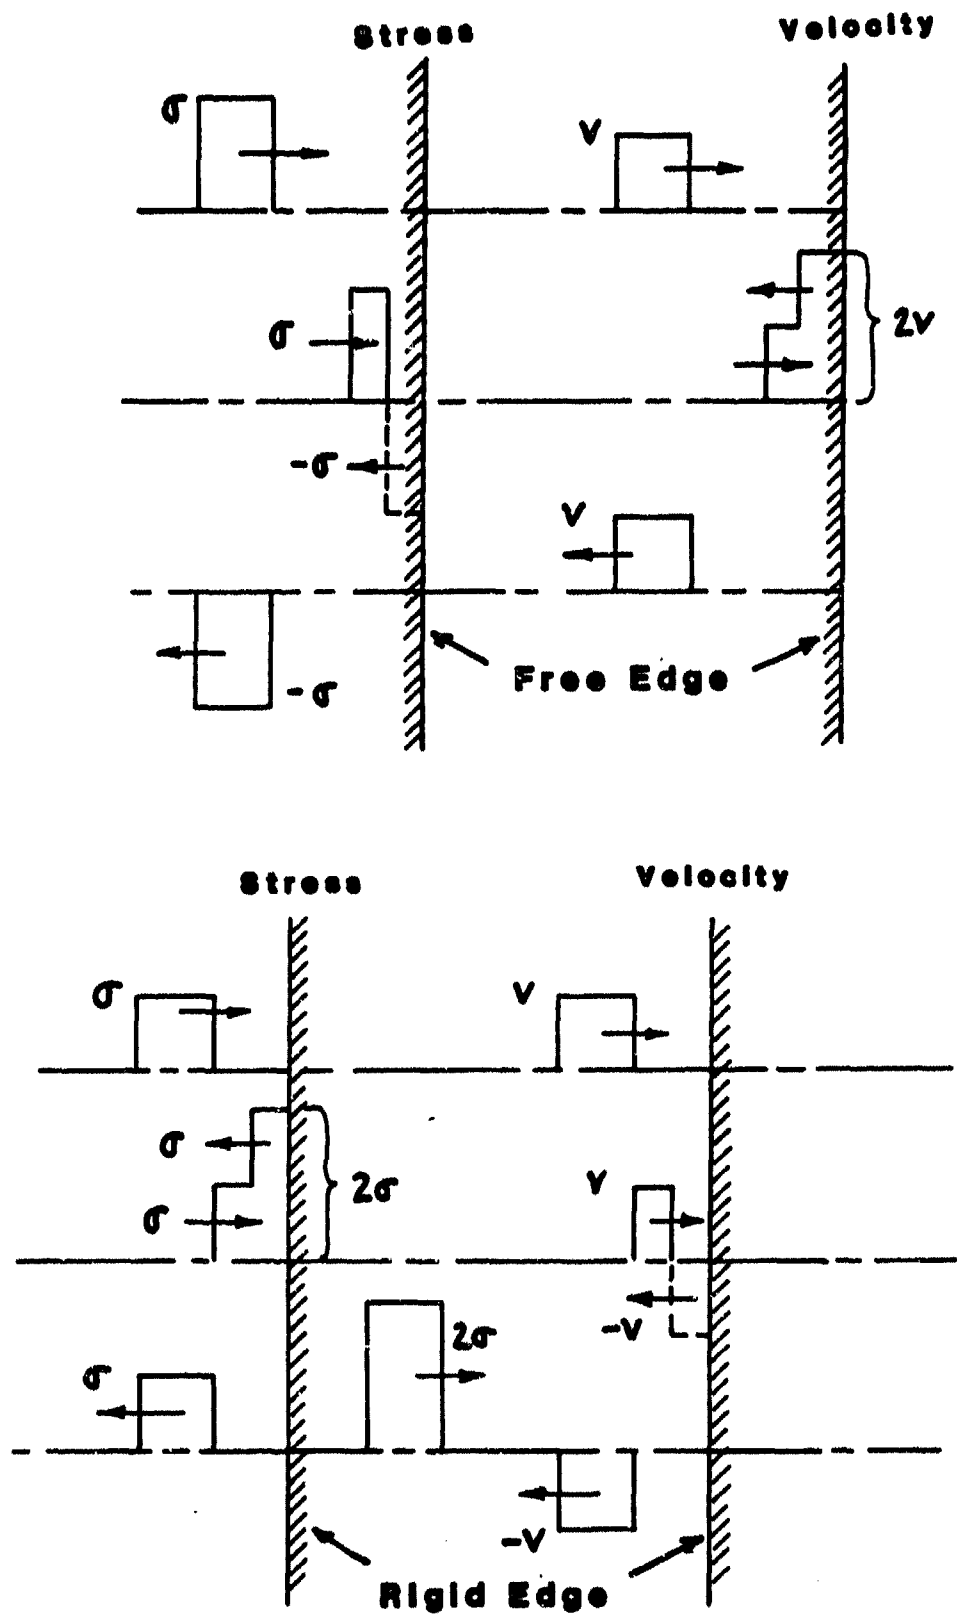 Stress
Velocity
σ
V
σ
2V
-σ
V
-σ
Free Edge
Stress
Velocity
σ
V
σ
σ
2σ
V
-V
2σ
σ
-V
Rigid Edge